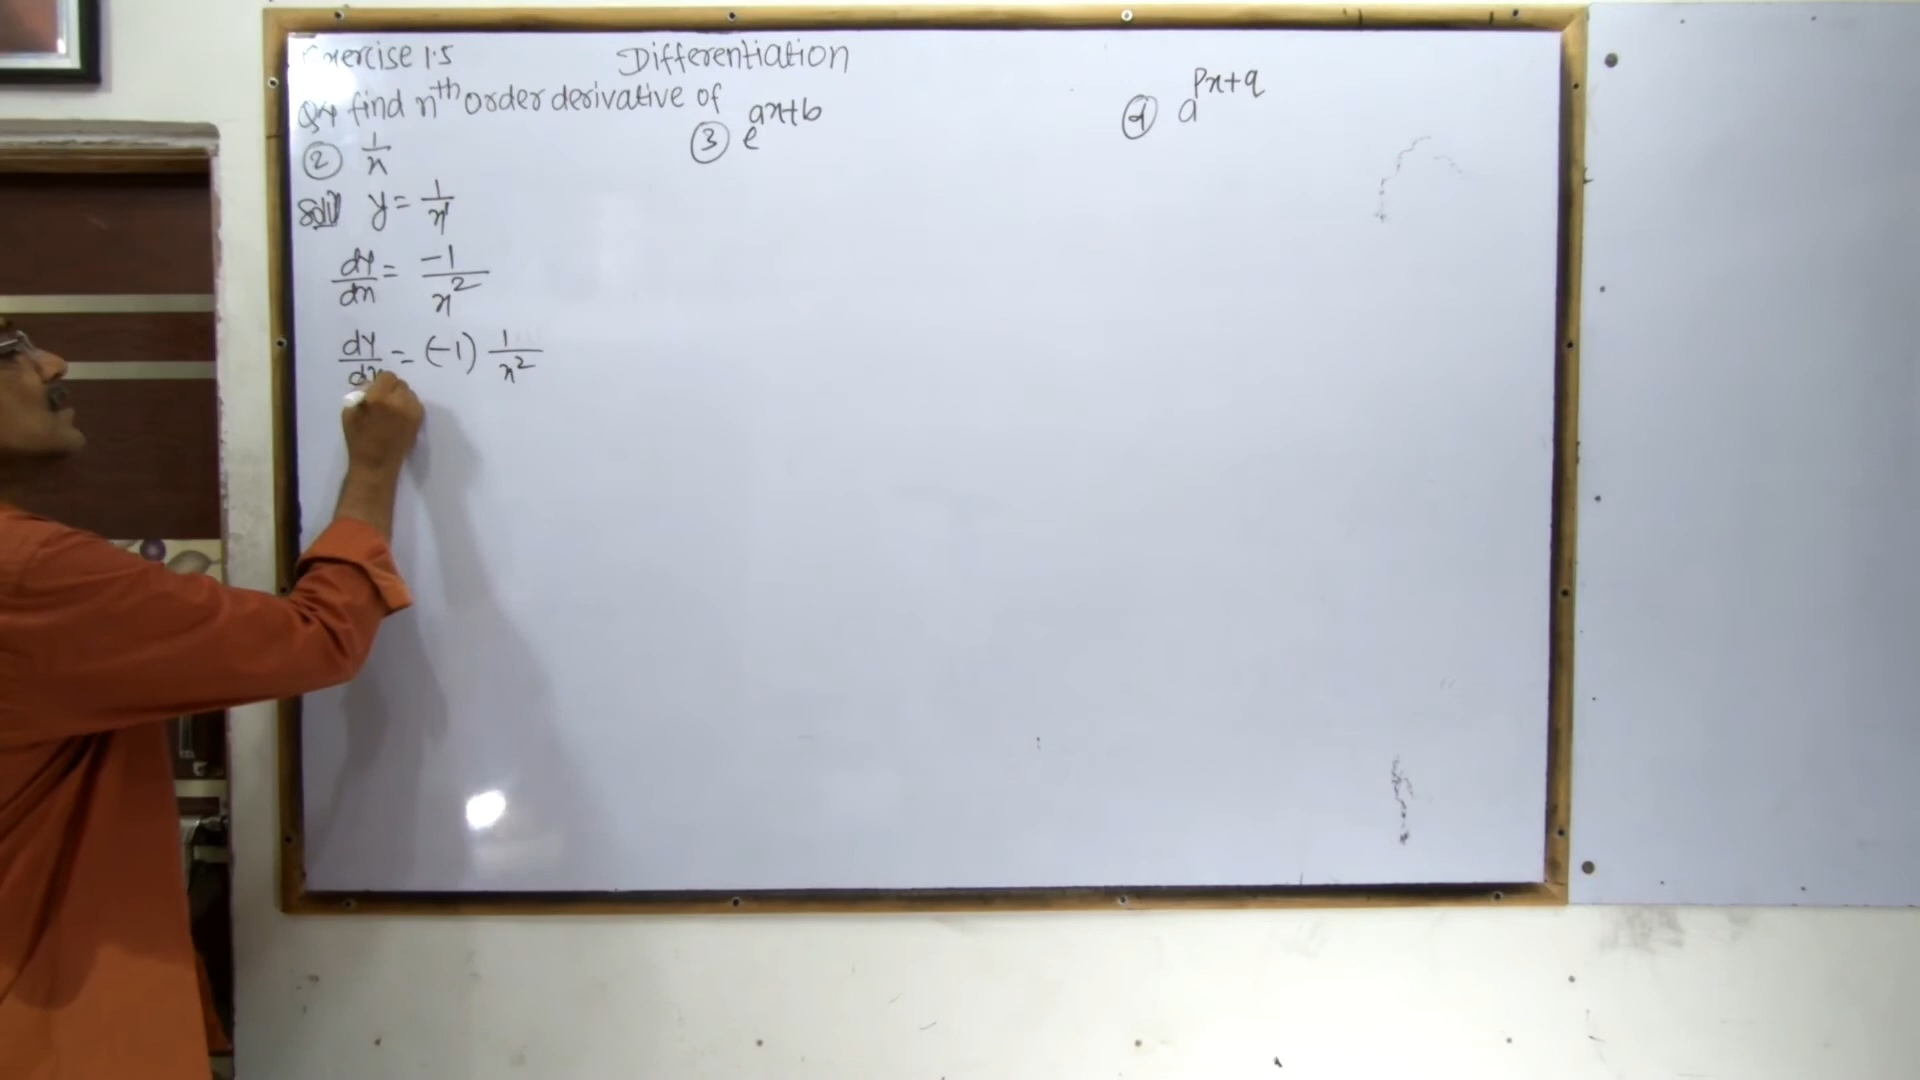 Exercise 1.5 Differentiation
Q4 find nth order derivative of
② 1/x
③ e^ax+b
④ a^px+q
Soln y = 1/x
dy/dx = -1/x²
dy/dx = (-1) 1/x²